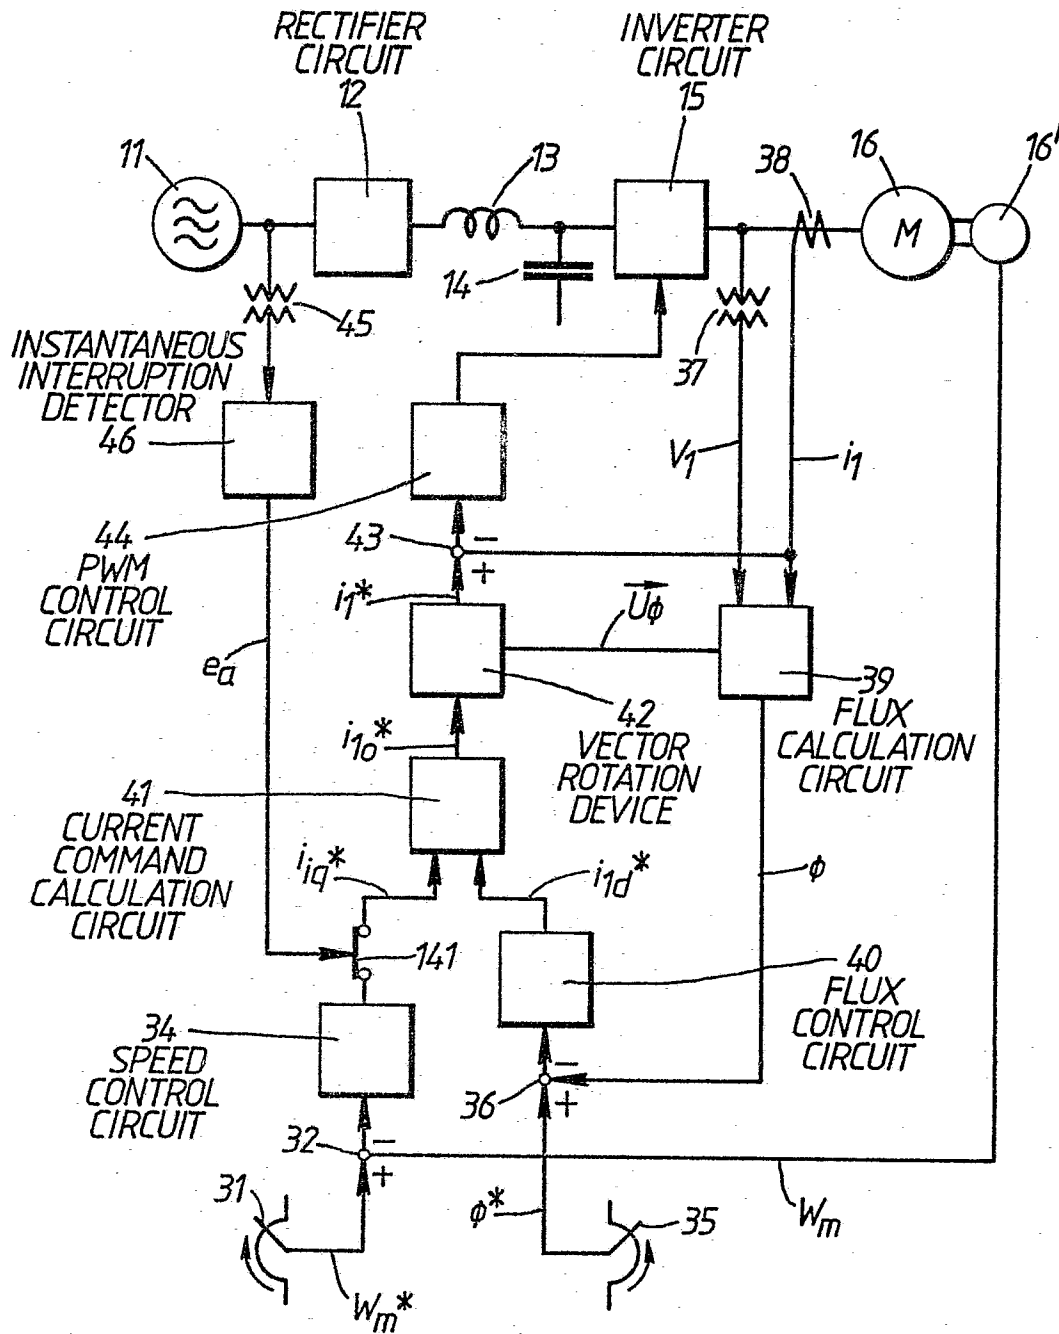 RECTIFIER
CIRCUIT
12
INVERTER
CIRCUIT
15
11
13
38
16
16'
14
45
37
INSTANTANEOUS
INTERRUPTION
DETECTOR
46
V1
i1
44
PWM
CONTROL
CIRCUIT
43
−
+
i1*
Uϕ
ea
39
FLUX
CALCULATION
CIRCUIT
42
VECTOR
ROTATION
DEVICE
i1o*
41
CURRENT
COMMAND
CALCULATION
CIRCUIT
iiq*
i1d*
ϕ
141
40
FLUX
CONTROL
CIRCUIT
34
SPEED
CONTROL
CIRCUIT
36
−
+
32
−
+
31
ϕ*
35
Wm
Wm*
M